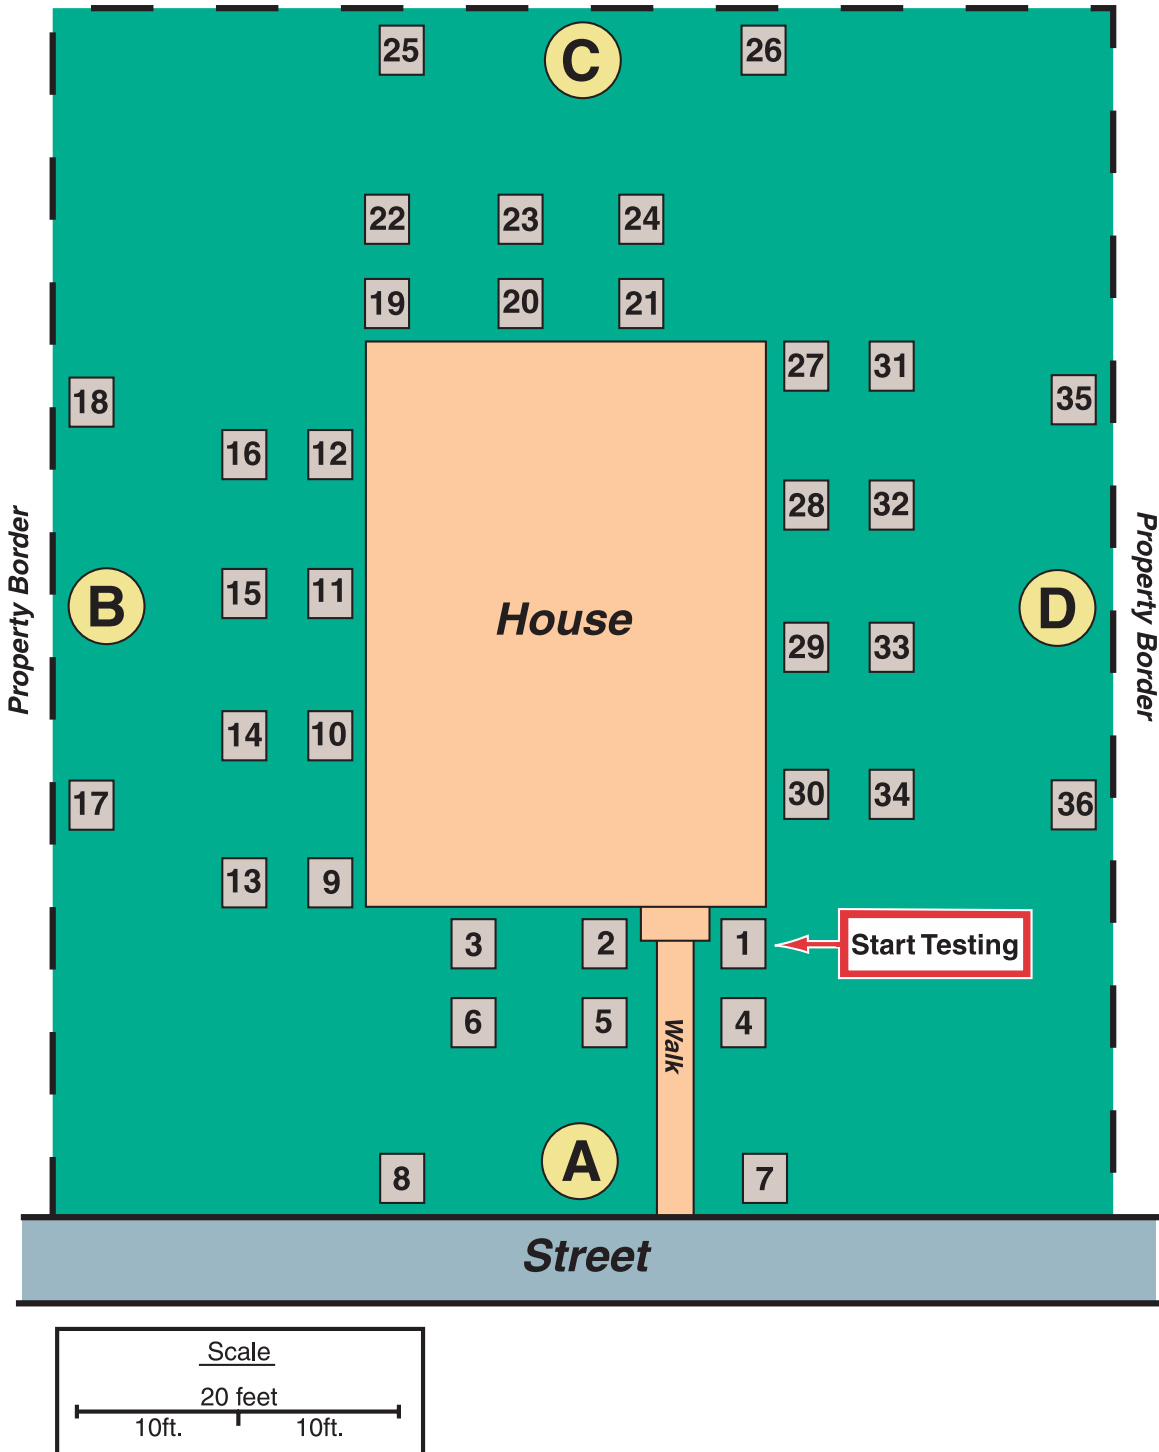 25 C 26
22 23 24
19 20 21
27 31
18 35
16 12
28 32
Property Border
Property Border
15 11
B
House
D
29 33
14 10
17
30 34
36
13 9
3 2 1
Start Testing
6 5 4
Walk
8 A 7
Street
Scale
20 feet
10ft. 10ft.